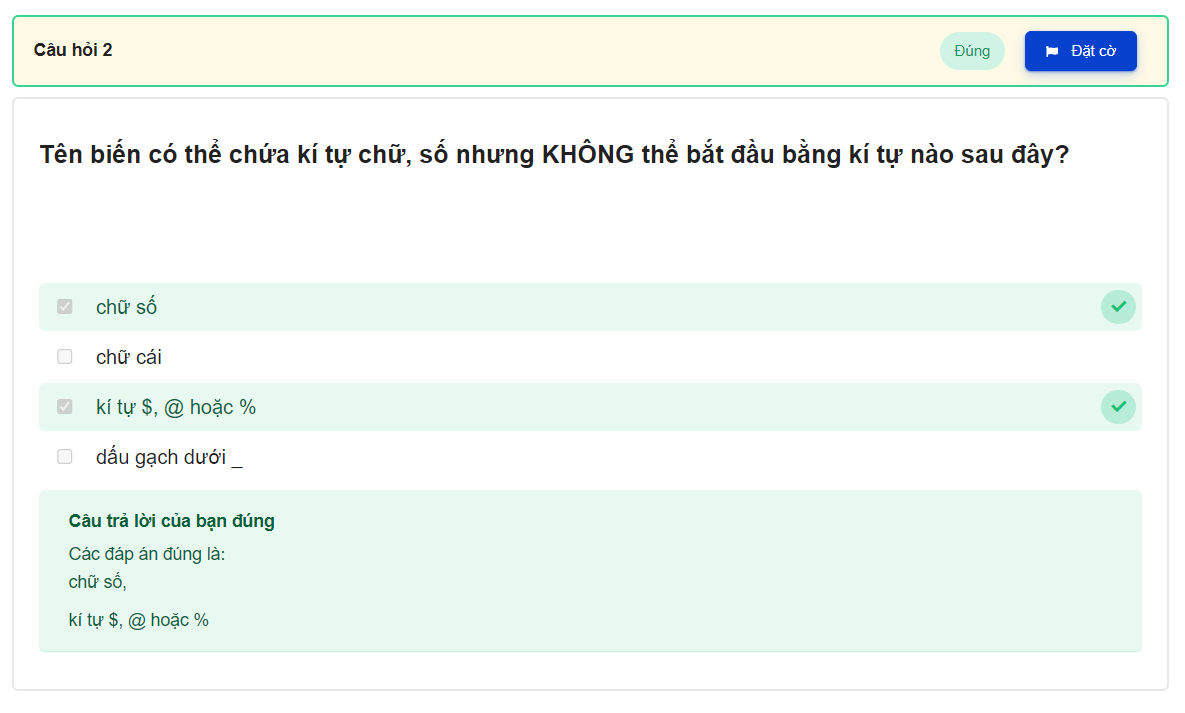 Câu hỏi 2
Đúng
Đặt cờ
Tên biến có thể chứa kí tự chữ, số nhưng KHÔNG thể bắt đầu bằng kí tự nào sau đây?
chữ số
chữ cái
kí tự $, @ hoặc %
dấu gạch dưới _
Câu trả lời của bạn đúng
Các đáp án đúng là:
chữ số,
kí tự $, @ hoặc %